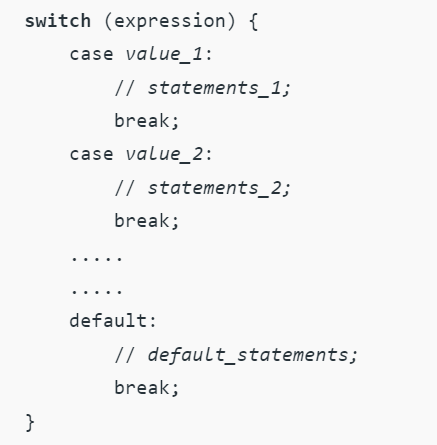 switch (expression) {
case value_1:
// statements_1;
break;
case value_2:
// statements_2;
break;
.....
.....
default:
// default_statements;
break;
}